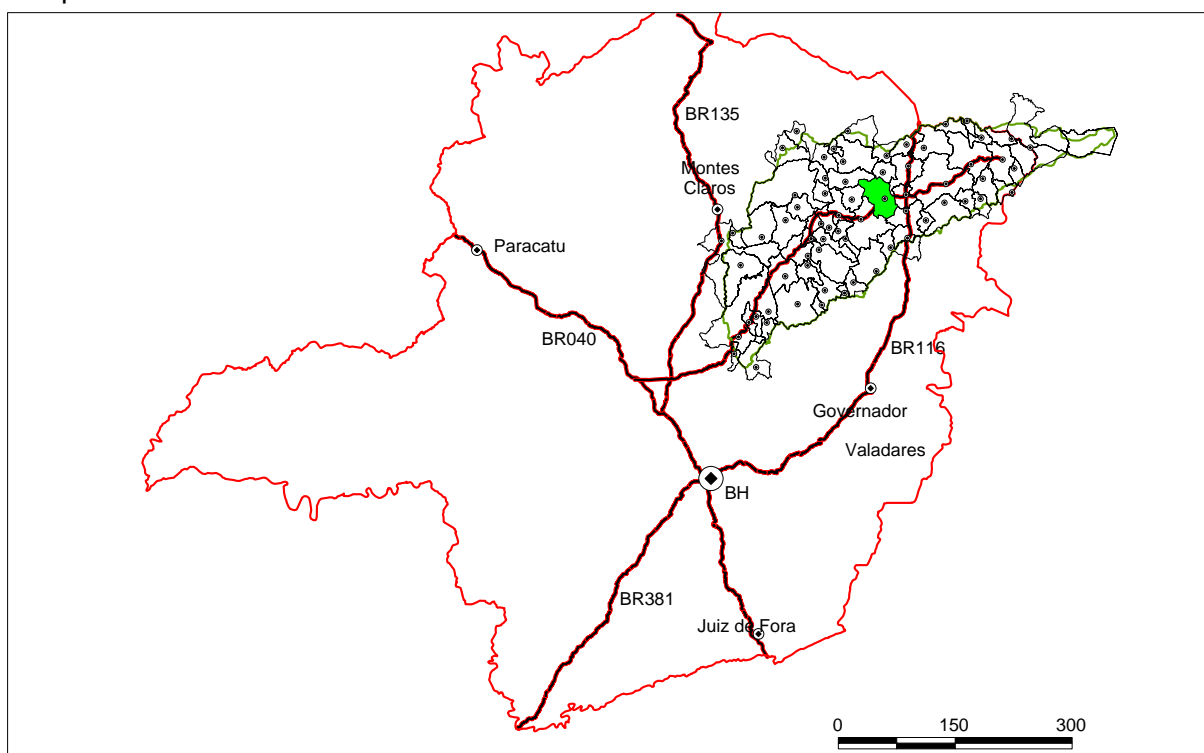 BR135
Montes
Claros
Paracatu
BR040
BR116
Governador
Valadares
BH
BR381
Juiz de Fora
0 150 300